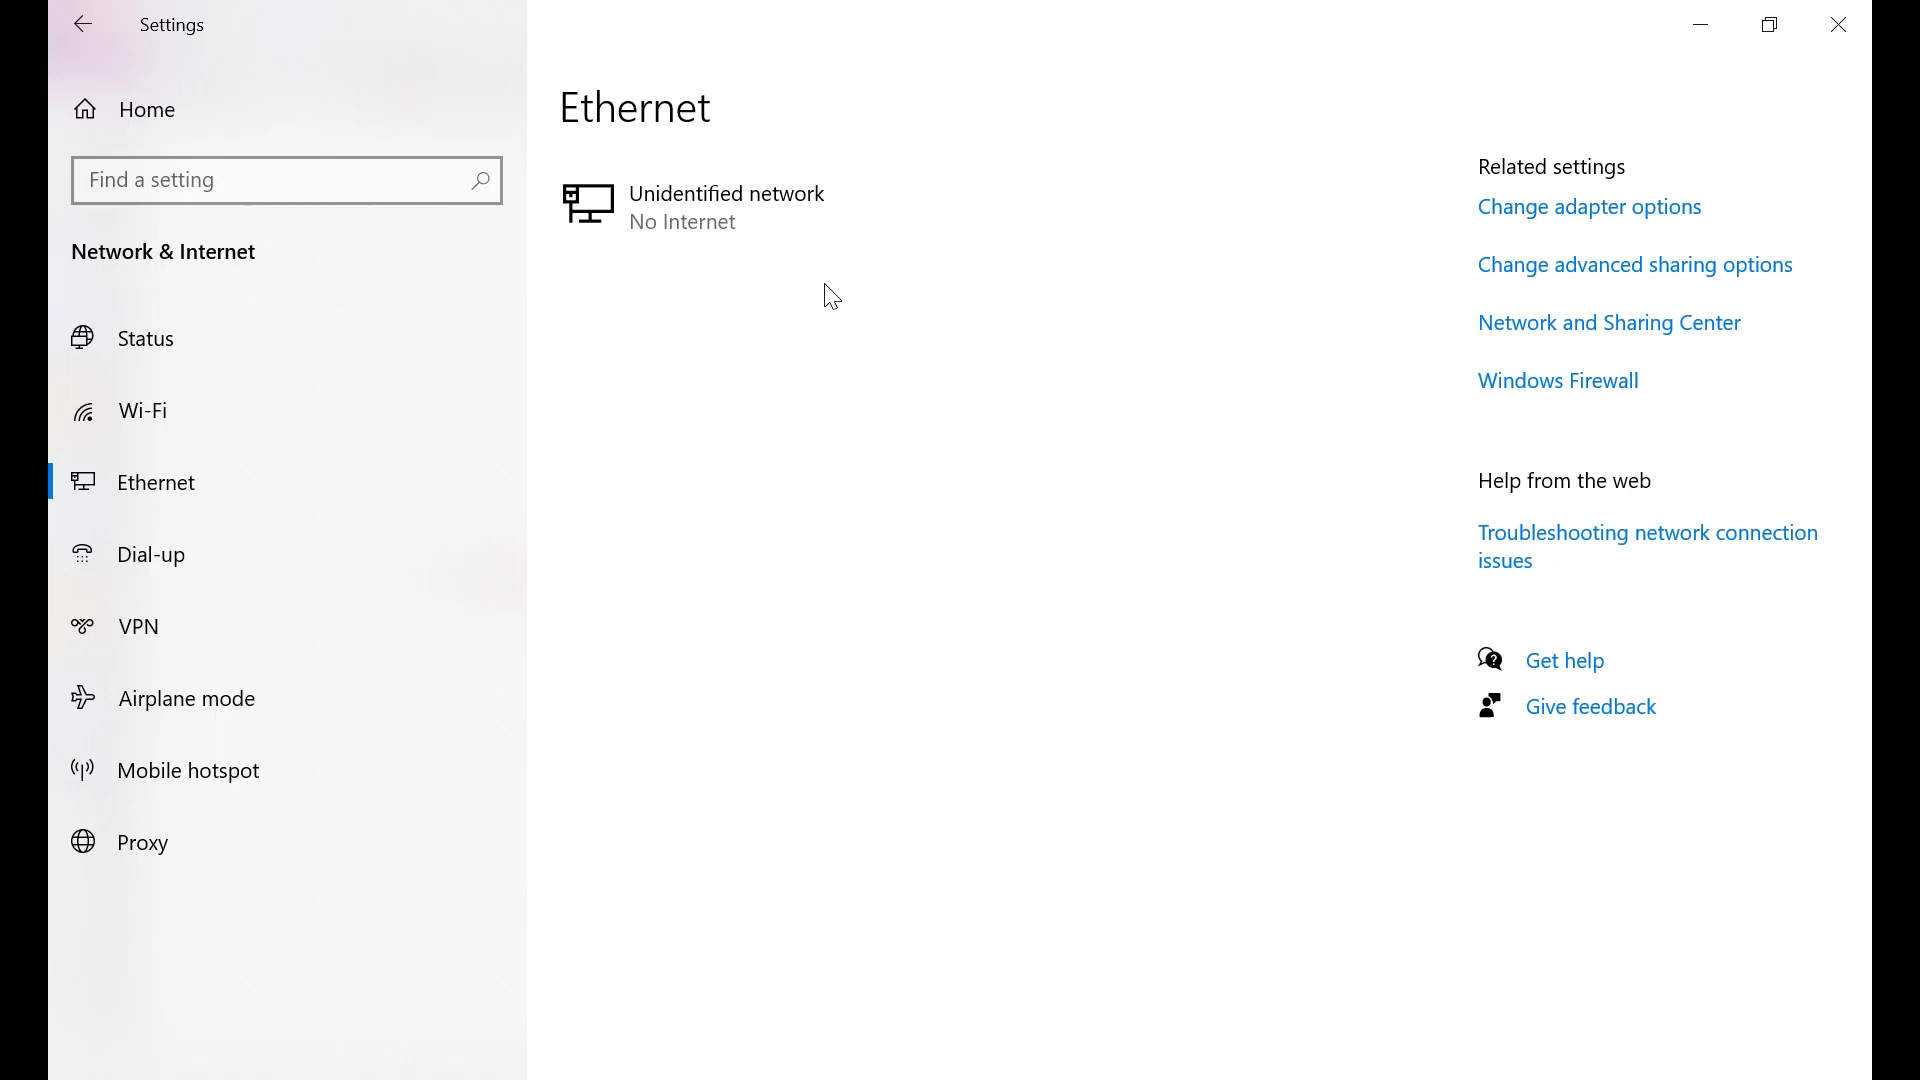 Settings
Home
Find a setting
Network & Internet
Status
Wi-Fi
Ethernet
Dial-up
VPN
Airplane mode
Mobile hotspot
Proxy
Ethernet
Unidentified network
No Internet
Related settings
Change adapter options
Change advanced sharing options
Network and Sharing Center
Windows Firewall
Help from the web
Troubleshooting network connection
issues
Get help
Give feedback